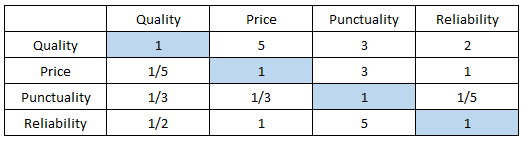 Quality Price Punctuality Reliability
Quality 1 5 3 2
Price 1/5 1 3 1
Punctuality 1/3 1/3 1 1/5
Reliability 1/2 1 5 1